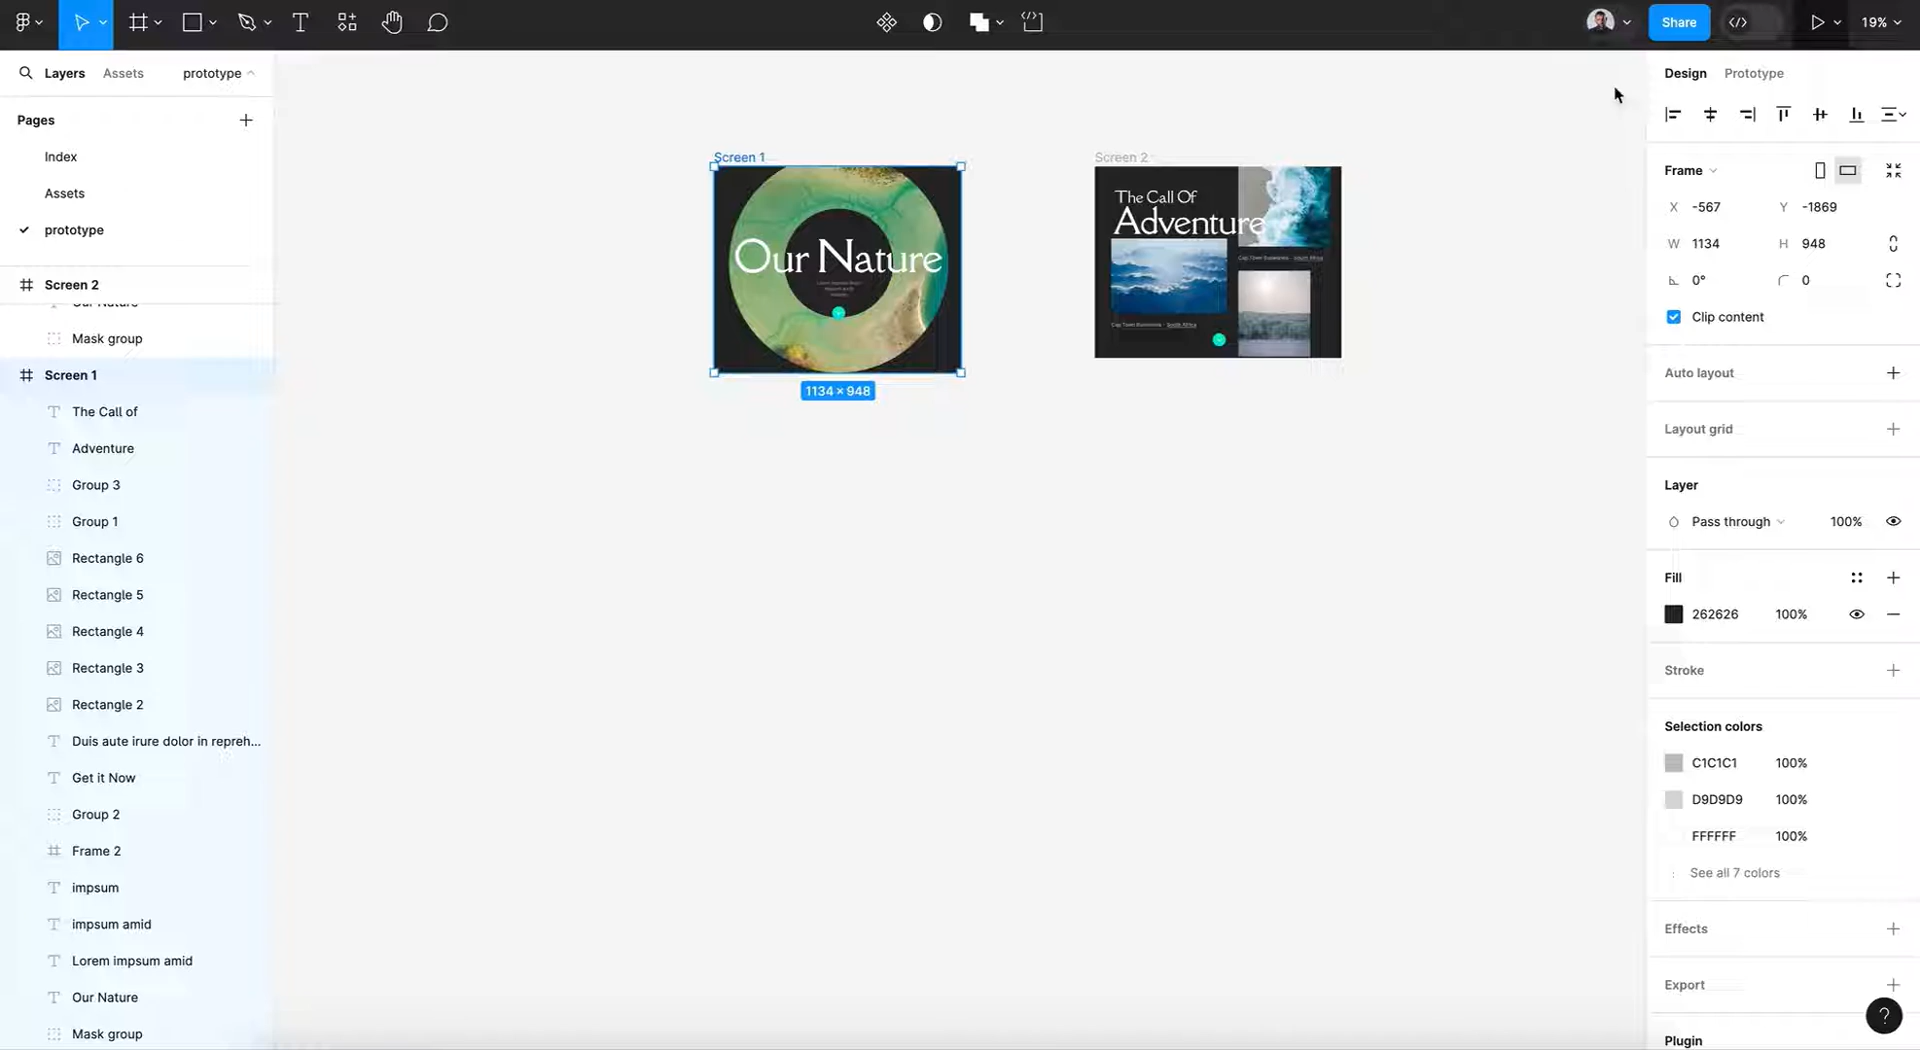 Share
19%
Layers
Assets
prototype
Design
Prototype
Pages
Index
Assets
prototype
Screen 2
Our Nature
Mask group
Screen 1
The Call of
Adventure
Group 3
Group 1
Rectangle 6
Rectangle 5
Rectangle 4
Rectangle 3
Rectangle 2
Duis aute irure dolor in repreh...
Get it Now
Group 2
Frame 2
impsum
impsum amid
Lorem impsum amid
Our Nature
Mask group
Screen 1
Our Nature
1134 × 948
Screen 2
The Call Of
Adventure
Frame
X -567 Y -1869
W 1134 H 948
0° 0
Clip content
Auto layout
Layout grid
Layer
Pass through 100%
Fill
262626 100%
Stroke
Selection colors
C1C1C1 100%
D9D9D9 100%
FFFFFF 100%
See all 7 colors
Effects
Export
?
Plugin